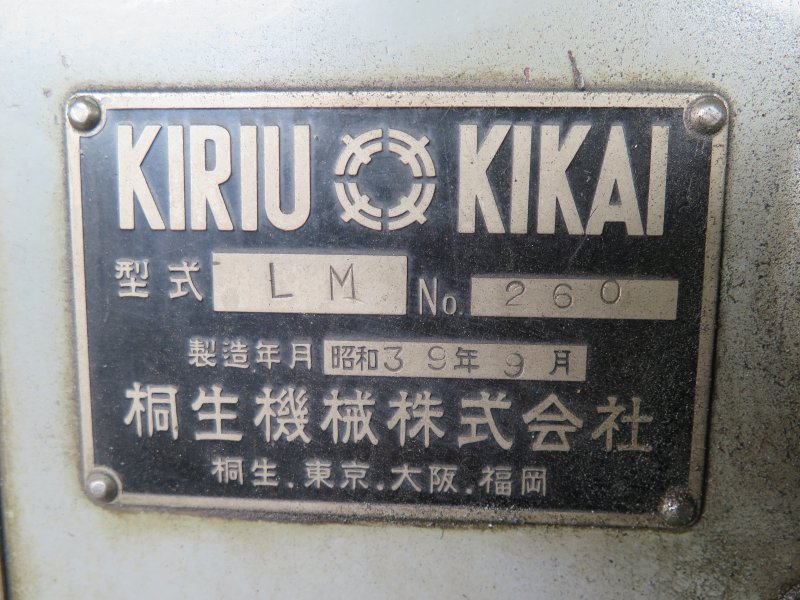 KIRIU KIKAI
型式 LM No. 260
製造年月 昭和39年9月
桐生機械株式会社
桐生.東京.大阪.福岡